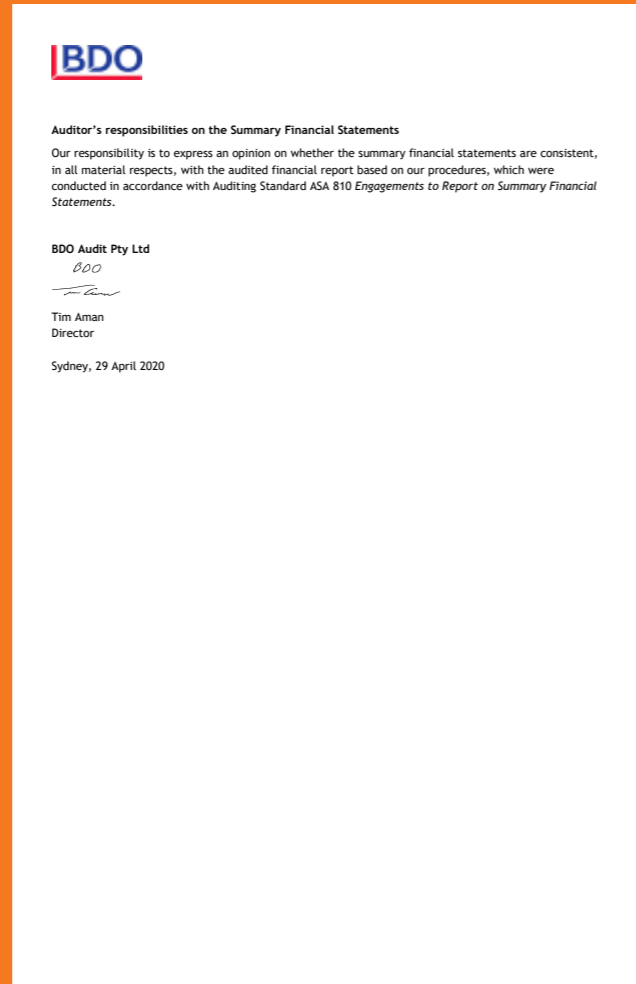 BDO
Auditor’s responsibilities on the Summary Financial Statements
Our responsibility is to express an opinion on whether the summary financial statements are consistent,
in all material respects, with the audited financial report based on our procedures, which were
conducted in accordance with Auditing Standard ASA 810 Engagements to Report on Summary Financial
Statements.
BDO Audit Pty Ltd
BDO
Tim Aman
Director
Sydney, 29 April 2020